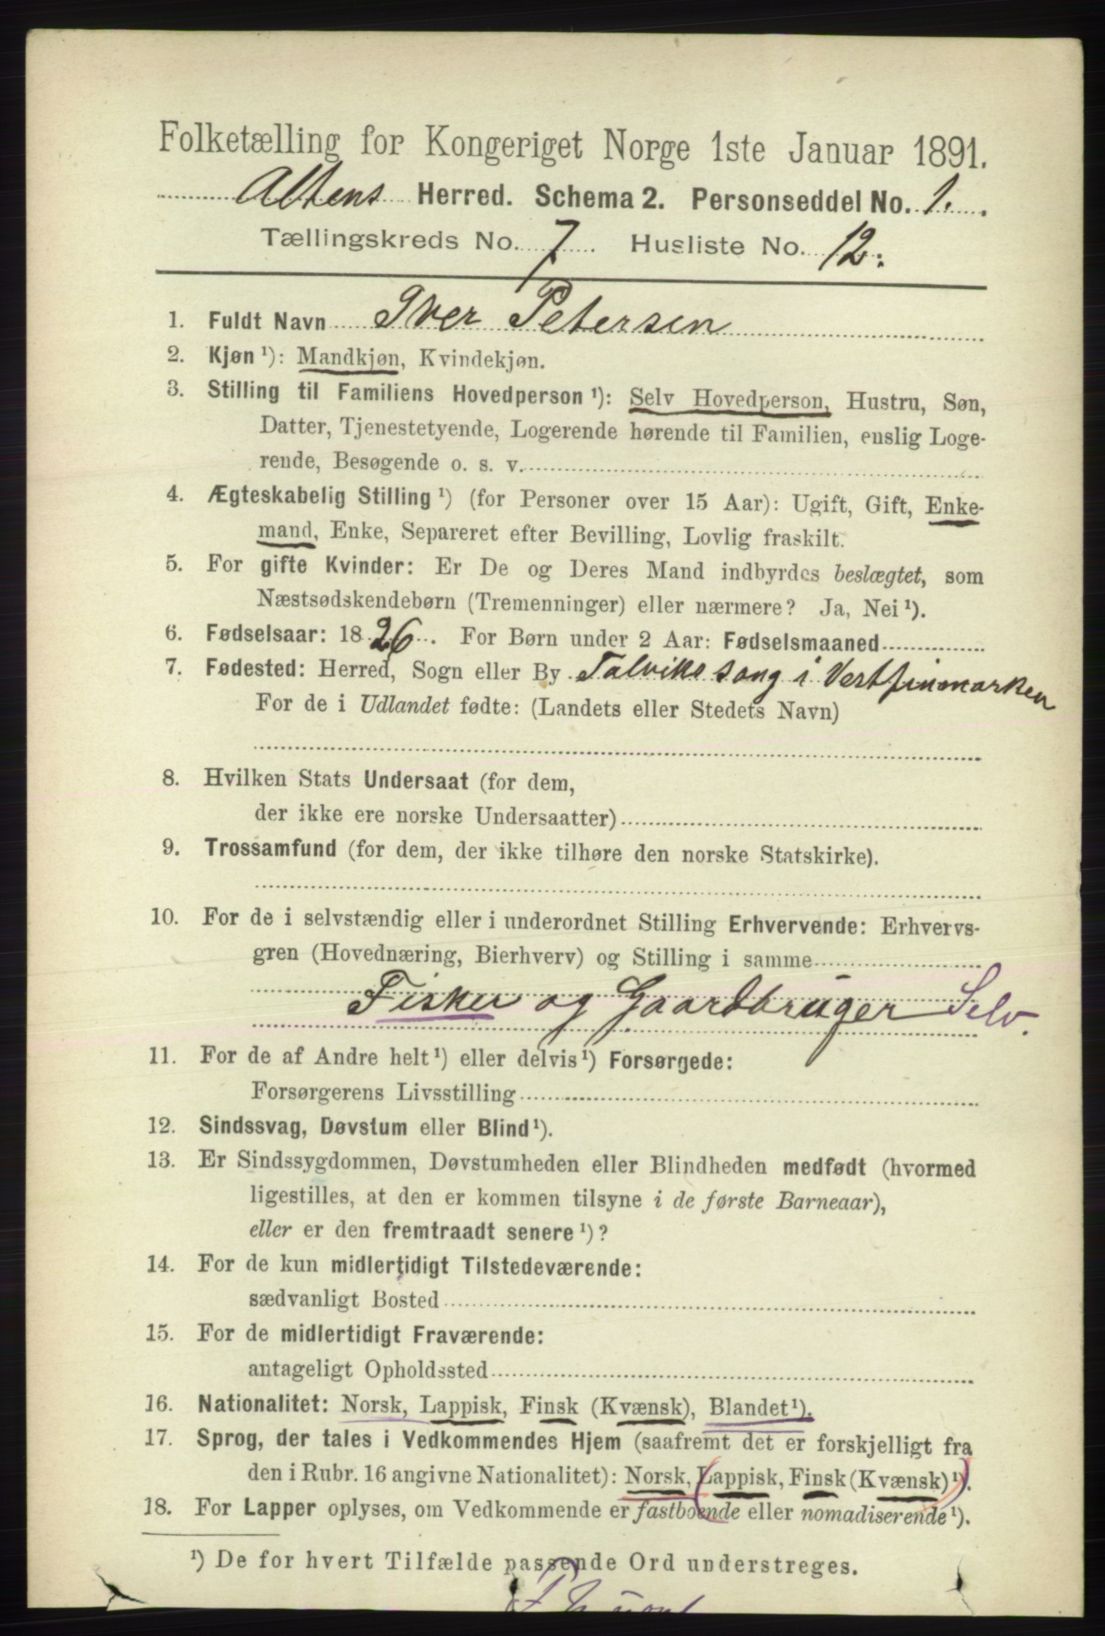 Folketælling for Kongeriget Norge 1ste Januar 1891.
Altens Herred. Schema 2. Personseddel No. 1.
Tællingskreds No. 7. Husliste No. 12.
1. Fuldt Navn Iver Petersen
2. Kjøn ¹): Mandkjøn, Kvindekjøn.
3. Stilling til Familiens Hovedperson ¹): Selv Hovedperson, Hustru, Søn,
Datter, Tjenestetyende, Logerende hørende til Familien, enslig Loge-
rende, Besøgende o. s. v.
4. Ægteskabelig Stilling ¹) (for Personer over 15 Aar): Ugift, Gift, Enke-
mand, Enke, Separeret efter Bevilling, Lovlig fraskilt.
5. For gifte Kvinder: Er De og Deres Mand indbyrdes beslægtet, som
Næstsødskendebørn (Tremenninger) eller nærmere? Ja, Nei ¹).
6. Fødselsaar: 1826. For Børn under 2 Aar: Fødselsmaaned
7. Fødested: Herred, Sogn eller By Talviks song i Vestfinmarken
For de i Udlandet fødte: (Landets eller Stedets Navn)
8. Hvilken Stats Undersaat (for dem,
der ikke ere norske Undersaatter)
9. Trossamfund (for dem, der ikke tilhøre den norske Statskirke).
10. For de i selvstændig eller i underordnet Stilling Erhvervende: Erhvervs-
gren (Hovednæring, Bierhverv) og Stilling i samme
Fisker og Gaardbruger Selv.
11. For de af Andre helt ¹) eller delvis ¹) Forsørgede:
Forsørgerens Livsstilling
12. Sindssvag, Døvstum eller Blind ¹).
13. Er Sindssygdommen, Døvstumheden eller Blindheden medfødt (hvormed
ligestilles, at den er kommen tilsyne i de første Barneaar),
eller er den fremtraadt senere ¹)?
14. For de kun midlertidigt Tilstedeværende:
sædvanligt Bosted
15. For de midlertidigt Fraværende:
antageligt Opholdssted
16. Nationalitet: Norsk, Lappisk, Finsk (Kvænsk), Blandet ¹).
17. Sprog, der tales i Vedkommendes Hjem (saafremt det er forskjelligt fra
den i Rubr. 16 angivne Nationalitet): Norsk, Lappisk, Finsk (Kvænsk) ¹).
18. For Lapper oplyses, om Vedkommende er fastboende eller nomadiserende ¹).
¹) De for hvert Tilfælde passende Ord understreges.